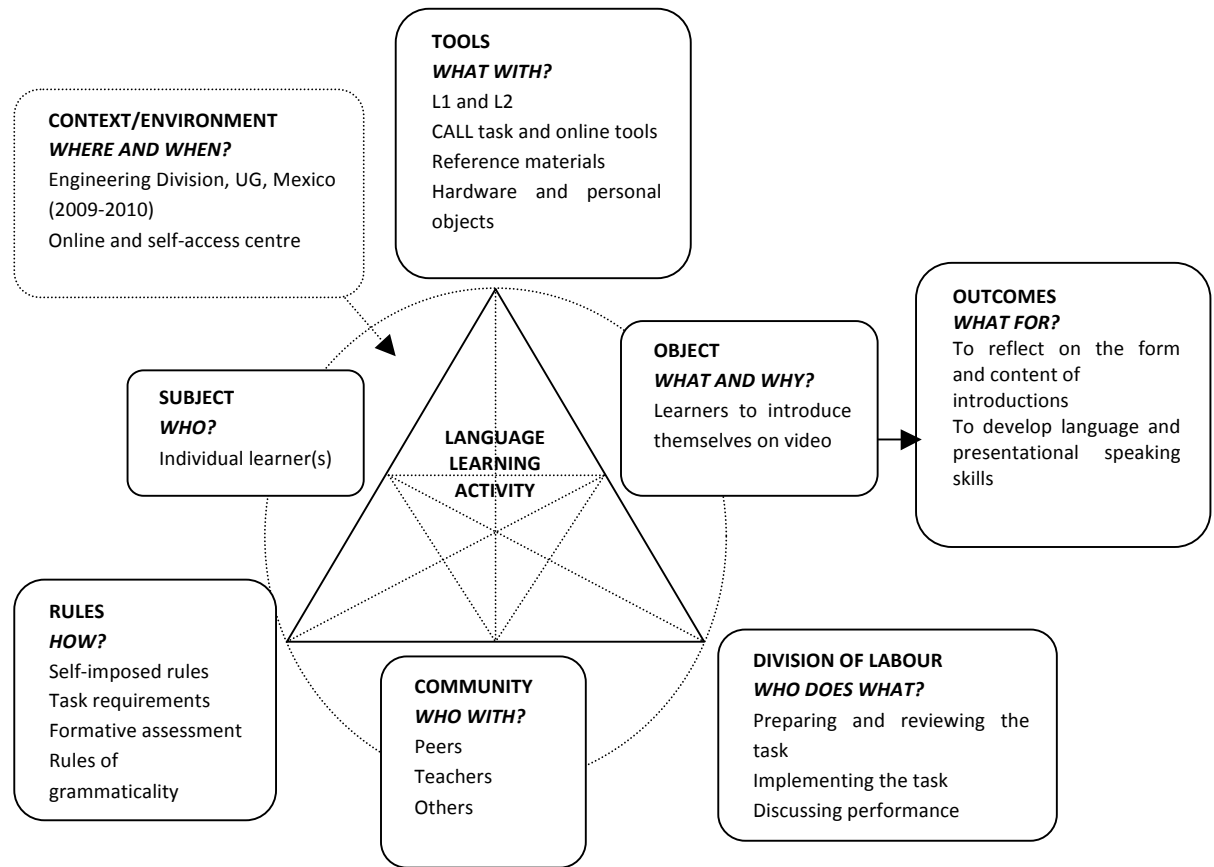 TOOLS
WHAT WITH?
L1 and L2
CALL task and online tools
Reference materials
Hardware and personal
objects
CONTEXT/ENVIRONMENT
WHERE AND WHEN?
Engineering Division, UG, Mexico
(2009-2010)
Online and self-access centre
SUBJECT
WHO?
Individual learner(s)
LANGUAGE
LEARNING
ACTIVITY
OBJECT
WHAT AND WHY?
Learners to introduce
themselves on video
OUTCOMES
WHAT FOR?
To reflect on the form
and content of
introductions
To develop language and
presentational speaking
skills
RULES
HOW?
Self-imposed rules
Task requirements
Formative assessment
Rules of
grammaticality
COMMUNITY
WHO WITH?
Peers
Teachers
Others
DIVISION OF LABOUR
WHO DOES WHAT?
Preparing and reviewing the
task
Implementing the task
Discussing performance